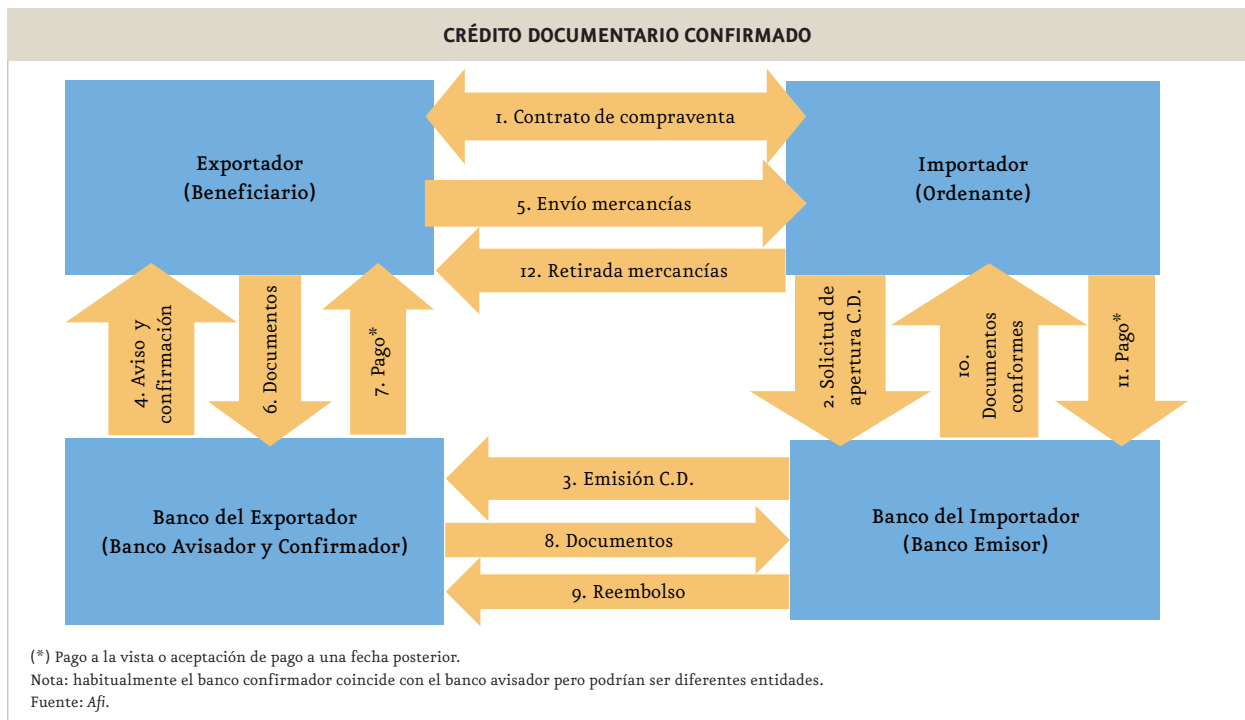 CRÉDITO DOCUMENTARIO CONFIRMADO
Exportador
(Beneficiario)
1. Contrato de compraventa
5. Envío mercancías
12. Retirada mercancías
Importador
(Ordenante)
4. Aviso y
confirmación
6. Documentos
7. Pago*
2. Solicitud de
apertura C.D.
10.
Documentos
conformes
11. Pago*
Banco del Exportador
(Banco Avisador y Confirmador)
3. Emisión C.D.
8. Documentos
9. Reembolso
Banco del Importador
(Banco Emisor)
(*) Pago a la vista o aceptación de pago a una fecha posterior.
Nota: habitualmente el banco confirmador coincide con el banco avisador pero podrían ser diferentes entidades.
Fuente: Afi.